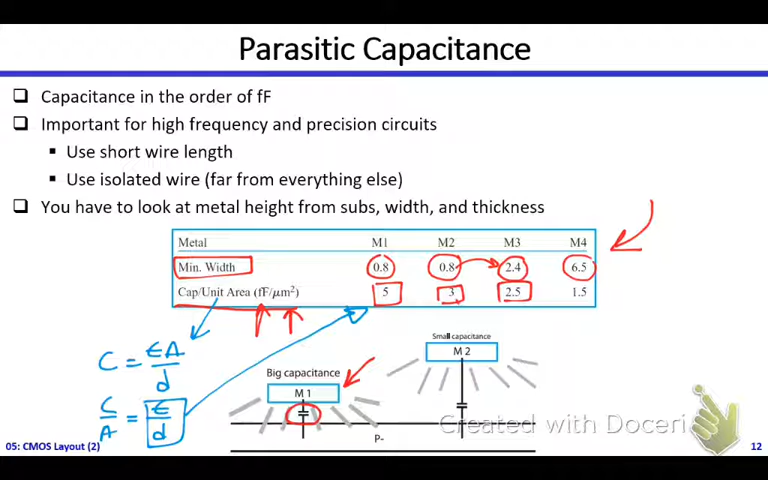 Parasitic Capacitance
❑ Capacitance in the order of fF
❑ Important for high frequency and precision circuits
▪ Use short wire length
▪ Use isolated wire (far from everything else)
❑ You have to look at metal height from subs, width, and thickness
Metal M1 M2 M3 M4
Min. Width 0.8 0.8 2.4 6.5
Cap/Unit Area (fF/μm²) 5 3 2.5 1.5
C = ϵA/d
C/A = ϵ/d
Small capacitance
M 2
Big capacitance
M 1
P-
Created with Doceri
05: CMOS Layout (2) 12